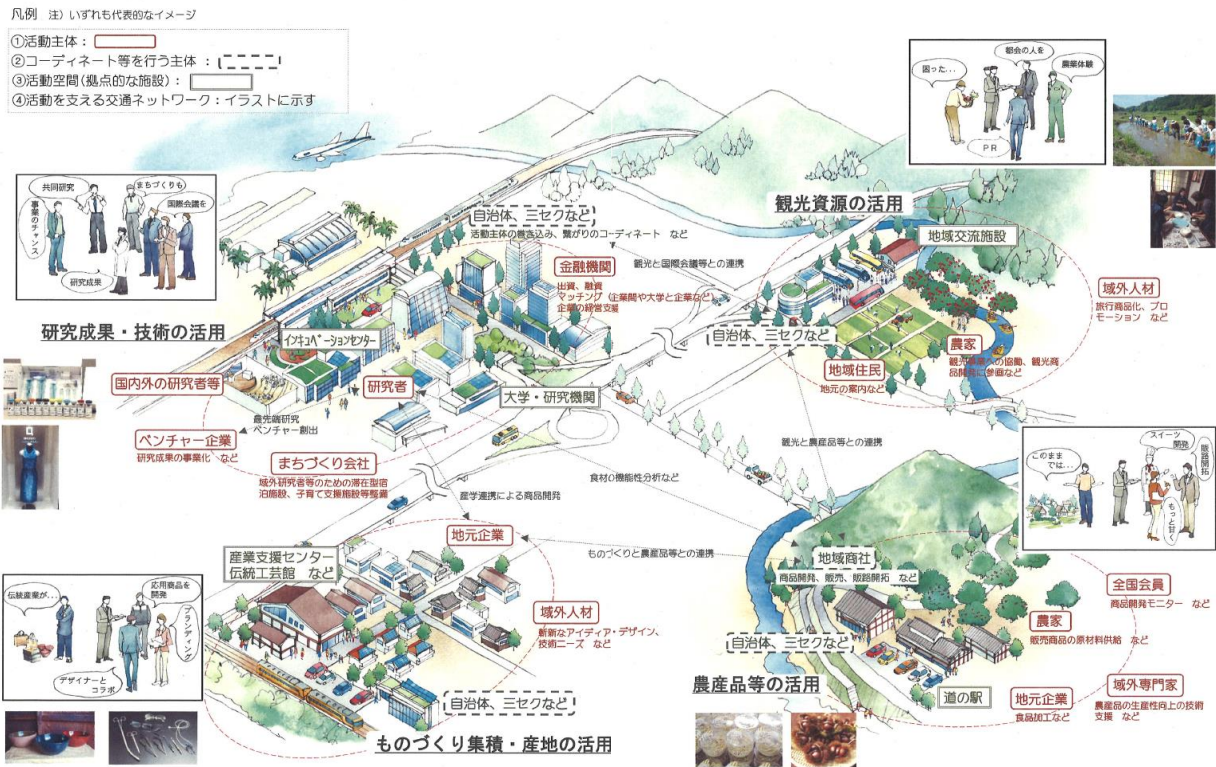 凡例 注) いずれも代表的なイメージ
①活動主体：
②コーディネート等を行う主体：
③活動空間(拠点的な施設)：
④活動を支える交通ネットワーク：イラストに示す
困った…
都会の人を
農業体験
PR
共同研究
まちづくりも
国際会議を
事業のチャンス
研究成果
研究成果・技術の活用
自治体、三セクなど
活動主体の巻き込み、繋がりのコーディネート など
金融機関
出資、融資
マッチング(企業間や大学と企業など)
企業の経営支援
観光と国際会議等との連携
観光資源の活用
地域交流施設
域外人材
旅行商品化、プロ
モーション など
自治体、三セクなど
農家
観光事業への協働、観光商
品開発に参画など
地域住民
地元の案内など
インキュベーションセンター
国内外の研究者等
研究者
大学・研究機関
最先端研究
ベンチャー創出
ベンチャー企業
研究成果の事業化 など
まちづくり会社
域外研究者等のための滞在型宿
泊施設、子育て支援施設等整備
産学連携による商品開発
食材の機能性分析など
観光と農産品等との連携
ものづくりと農産品等との連携
このまま
では…
スイーツ
開発
販路開拓
もっと甘く
地元企業
産業支援センター
伝統工芸館 など
域外人材
斬新なアイディア・デザイン、
技術ニーズ など
自治体、三セクなど
ものづくり集積・産地の活用
伝統産業が…
応用商品を
開発
ブランディング
デザイナーと
コラボ
地域商社
商品開発、販売、販路開拓 など
全国会員
商品開発モニター など
農家
販売商品の原材料供給 など
自治体、三セクなど
農産品等の活用
道の駅
地元企業
食品加工など
域外専門家
農産品の生産性向上の技術
支援 など